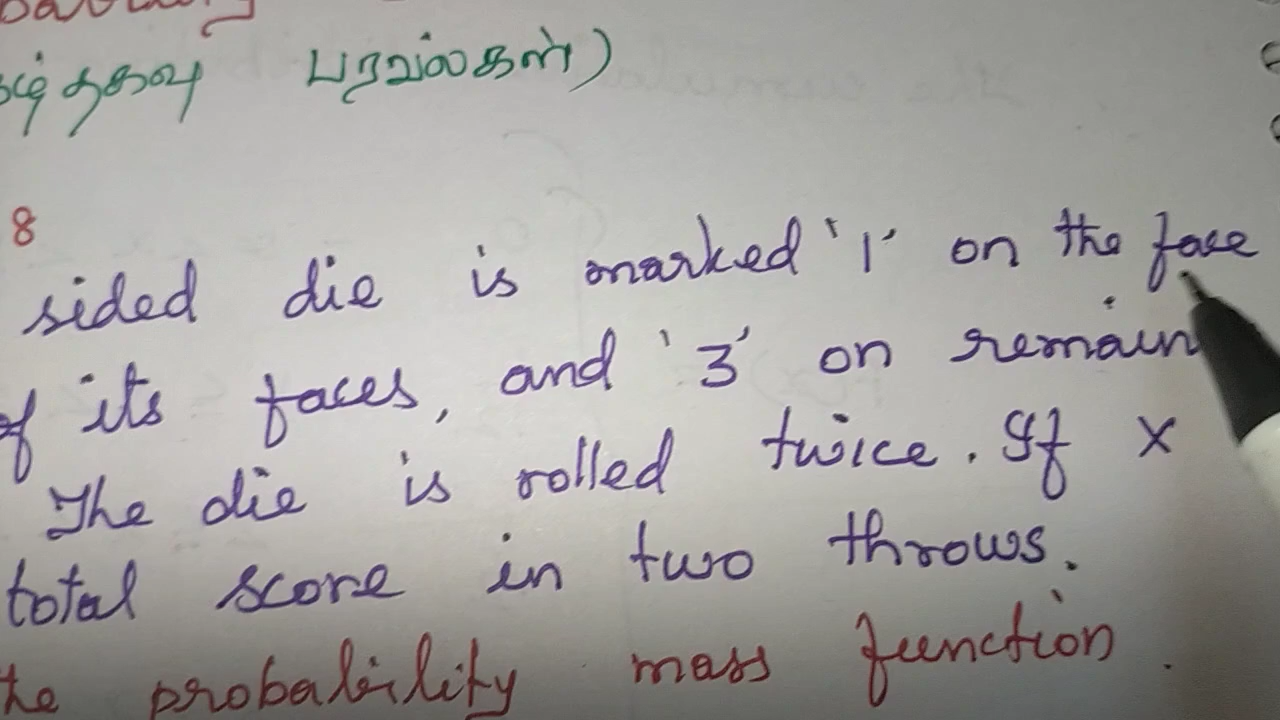 பரவல்கள்)
8
sided die is marked '1' on the face
of its faces, and '3' on remain
The die is rolled twice. If X
total score in two throws.
the probability mass function.